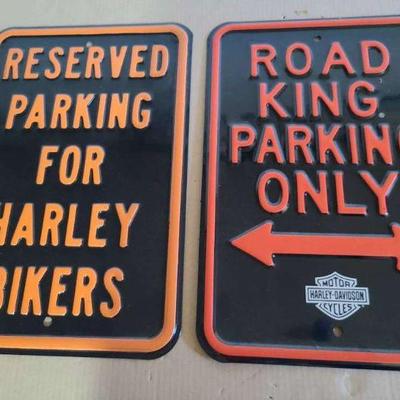 RESERVED
PARKING
FOR
HARLEY
BIKERS
ROAD
KING
PARKING
ONLY
MOTOR
HARLEY-DAVIDSON
CYCLES